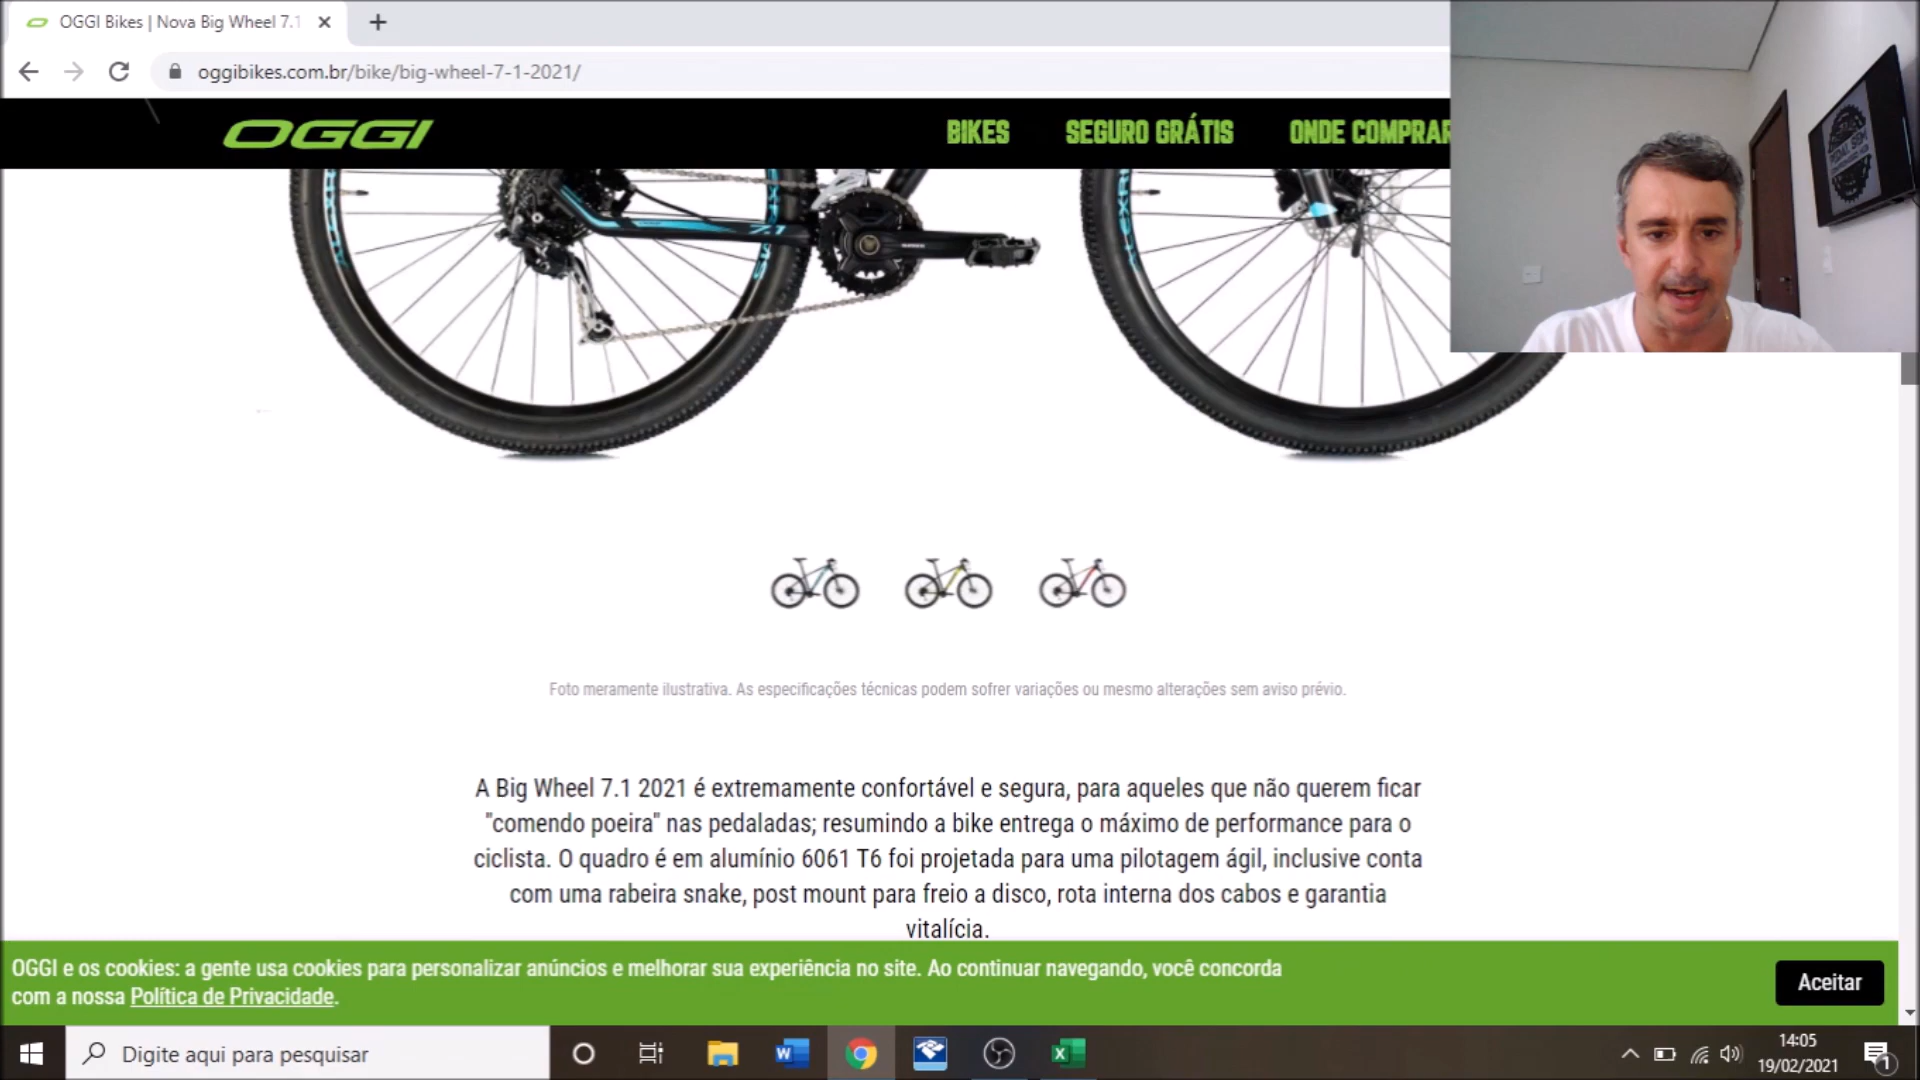 OGGI Bikes | Nova Big Wheel 7.1
oggibikes.com.br/bike/big-wheel-7-1-2021/
OGGI
BIKES
SEGURO GRÁTIS
ONDE COMPRAR
7.1
Foto meramente ilustrativa. As especificações técnicas podem sofrer variações ou mesmo alterações sem aviso prévio.
A Big Wheel 7.1 2021 é extremamente confortável e segura, para aqueles que não querem ficar
"comendo poeira" nas pedaladas; resumindo a bike entrega o máximo de performance para o
ciclista. O quadro é em alumínio 6061 T6 foi projetada para uma pilotagem ágil, inclusive conta
com uma rabeira snake, post mount para freio a disco, rota interna dos cabos e garantia
vitalícia.
OGGI e os cookies: a gente usa cookies para personalizar anúncios e melhorar sua experiência no site. Ao continuar navegando, você concorda
com a nossa Política de Privacidade.
Aceitar
Digite aqui para pesquisar
14:05
19/02/2021
1